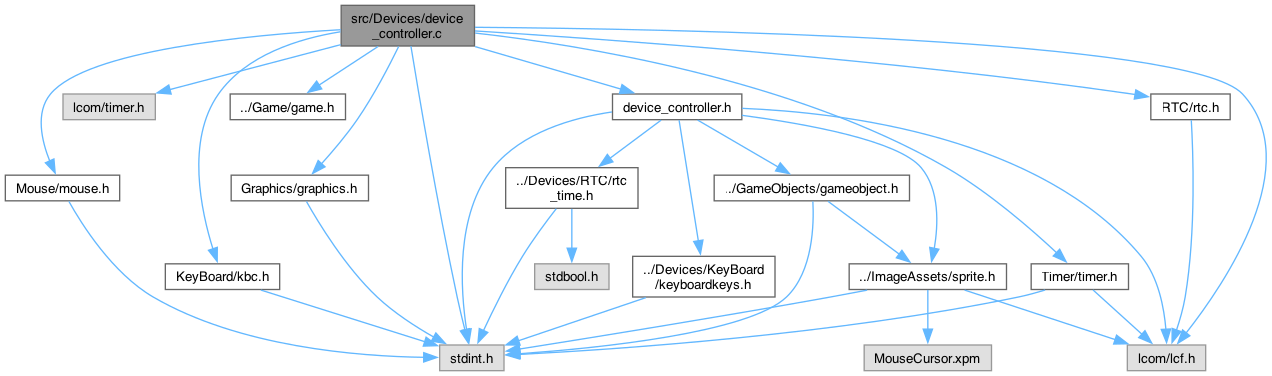 src/Devices/device
_controller.c
lcom/timer.h
../Game/game.h
device_controller.h
RTC/rtc.h
Mouse/mouse.h
Graphics/graphics.h
../Devices/RTC/rtc
_time.h
../GameObjects/gameobject.h
KeyBoard/kbc.h
stdbool.h
../Devices/KeyBoard
/keyboardkeys.h
../ImageAssets/sprite.h
Timer/timer.h
stdint.h
MouseCursor.xpm
lcom/lcf.h